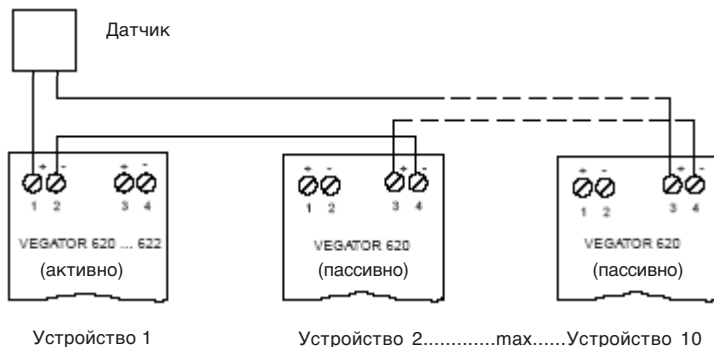 Датчик
+ - + - + - + - + - + -
1 2 3 4 1 2 3 4 1 2 3 4
VEGATOR 620 ... 622 VEGATOR 620 VEGATOR 620
(активно) (пассивно) (пассивно)
Устройство 1 Устройство 2.............max......Устройство 10